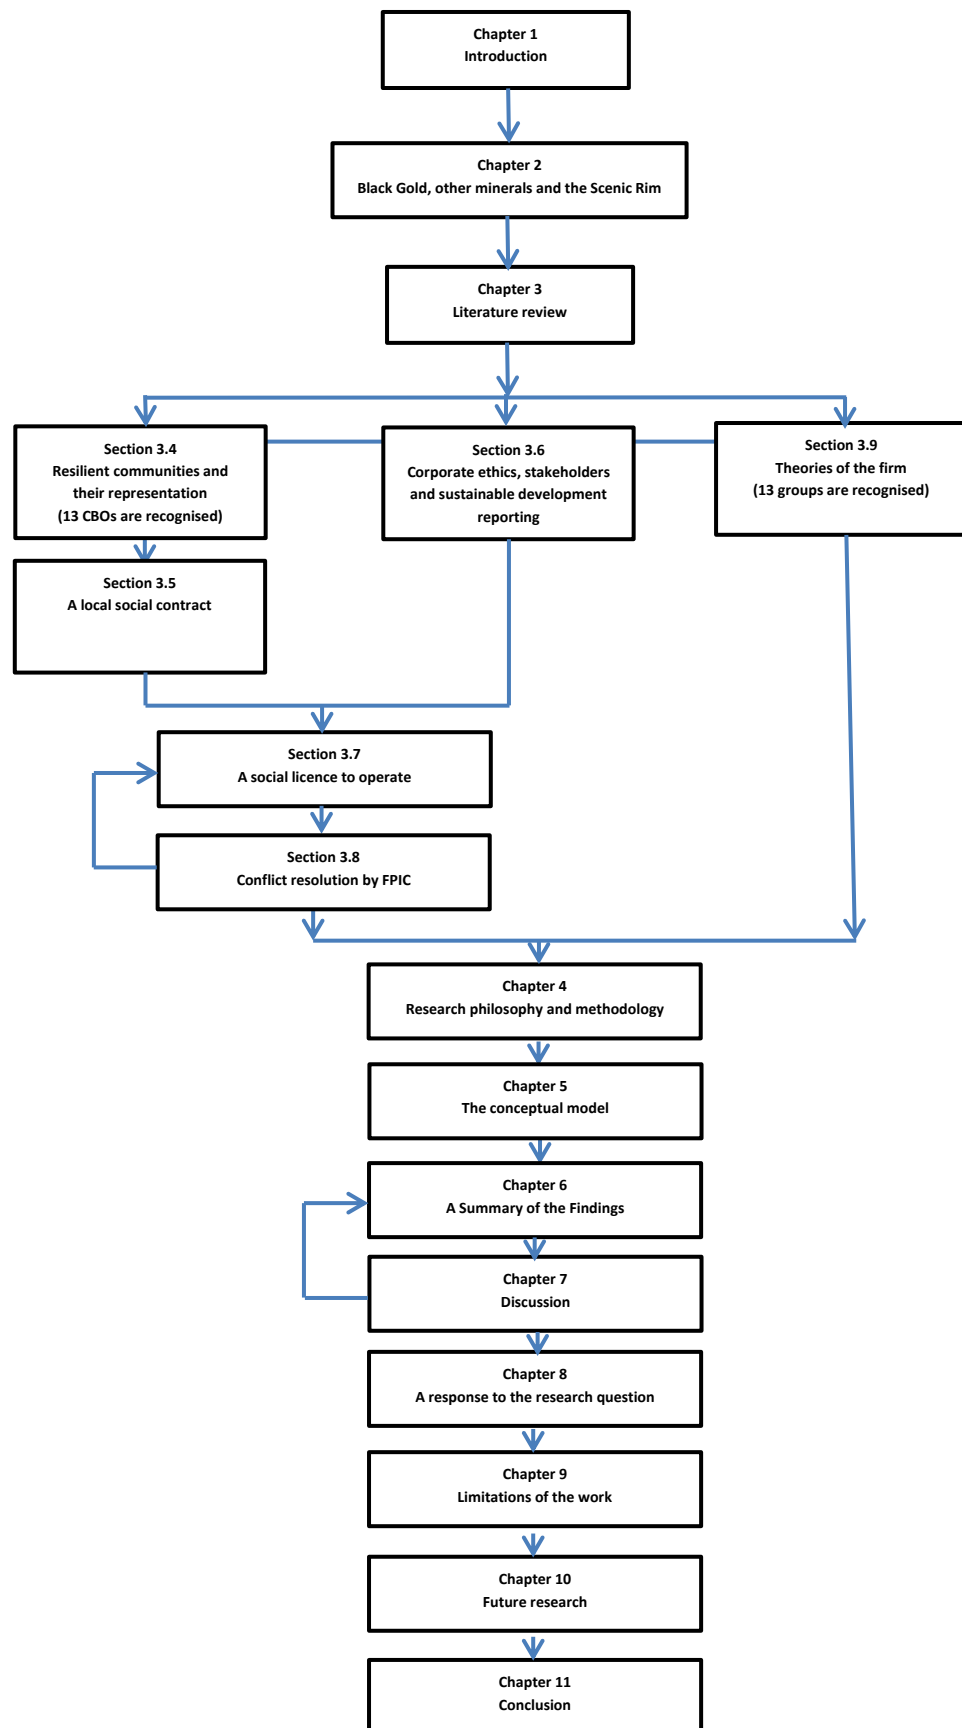 Chapter 1
Introduction
Chapter 2
Black Gold, other minerals and the Scenic Rim
Chapter 3
Literature review
Section 3.4
Resilient communities and
their representation
(13 CBOs are recognised)
Section 3.6
Corporate ethics, stakeholders
and sustainable development
reporting
Section 3.9
Theories of the firm
(13 groups are recognised)
Section 3.5
A local social contract
Section 3.7
A social licence to operate
Section 3.8
Conflict resolution by FPIC
Chapter 4
Research philosophy and methodology
Chapter 5
The conceptual model
Chapter 6
A Summary of the Findings
Chapter 7
Discussion
Chapter 8
A response to the research question
Chapter 9
Limitations of the work
Chapter 10
Future research
Chapter 11
Conclusion